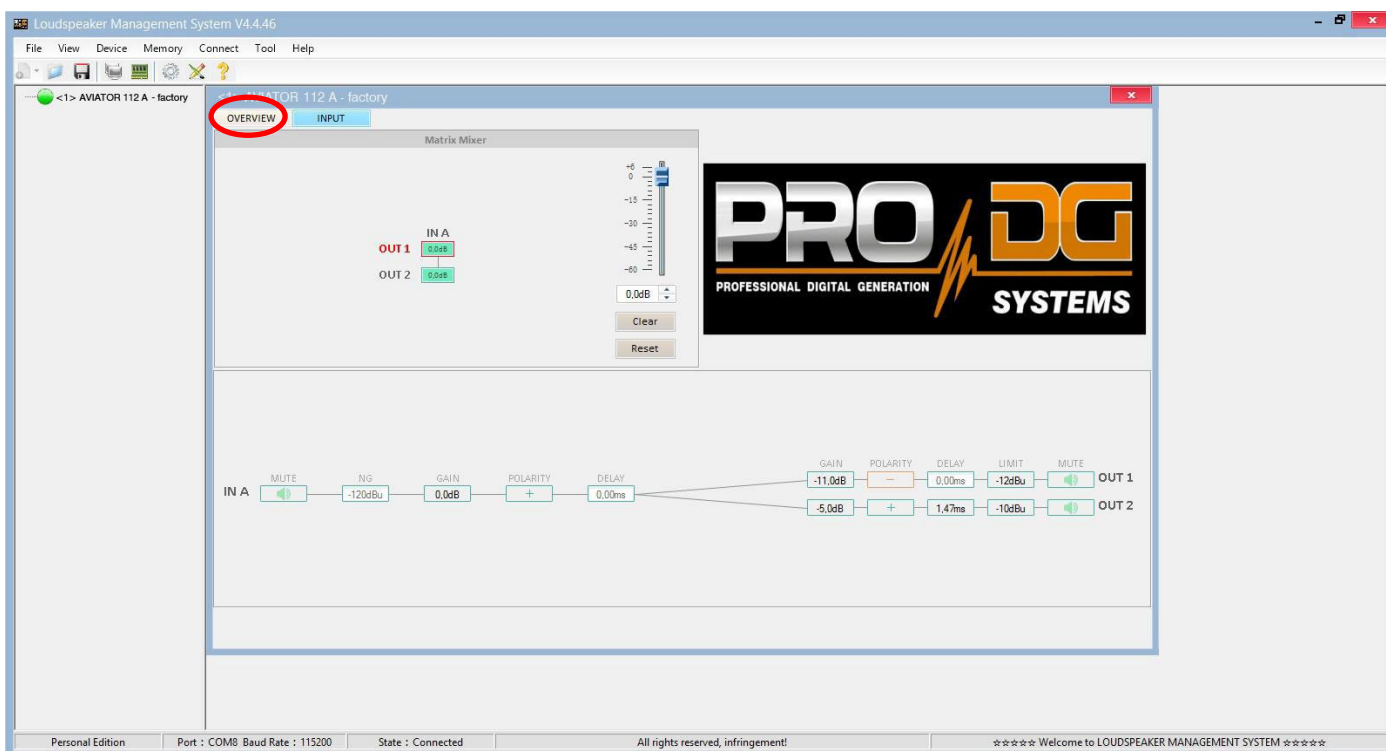 Loudspeaker Management System V4.4.46
File View Device Memory Connect Tool Help
<1> AVIATOR 112 A - factory
<1> AVIATOR 112 A - factory
OVERVIEW INPUT
Matrix Mixer
+6
0
-15
-30
-45
-60
IN A
OUT 1 0,0dB
OUT 2 0,0dB
0,0dB
Clear
Reset
PRO DG
PROFESSIONAL DIGITAL GENERATION
SYSTEMS
MUTE NG GAIN POLARITY DELAY
IN A -120dBu 0,0dB + 0,00ms
GAIN POLARITY DELAY LIMIT MUTE
-11,0dB - 0,00ms -12dBu OUT 1
-5,0dB + 1,47ms -10dBu OUT 2
Personal Edition Port : COM8 Baud Rate : 115200 State : Connected All rights reserved, infringement! ☆☆☆☆☆ Welcome to LOUDSPEAKER MANAGEMENT SYSTEM ☆☆☆☆☆